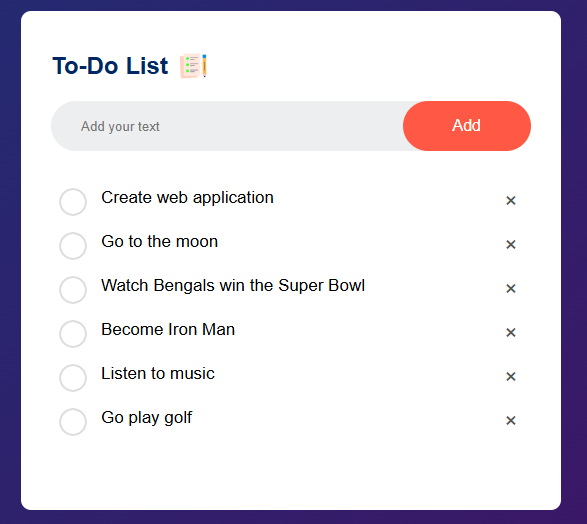 To-Do List
Add your text
Add
Create web application
Go to the moon
Watch Bengals win the Super Bowl
Become Iron Man
Listen to music
Go play golf